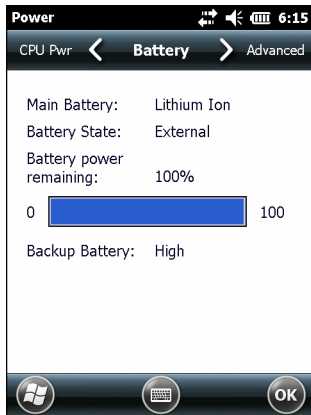 Power 6:15
CPU Pwr Battery Advanced
Main Battery: Lithium Ion
Battery State: External
Battery power
remaining: 100%
0 100
Backup Battery: High
OK